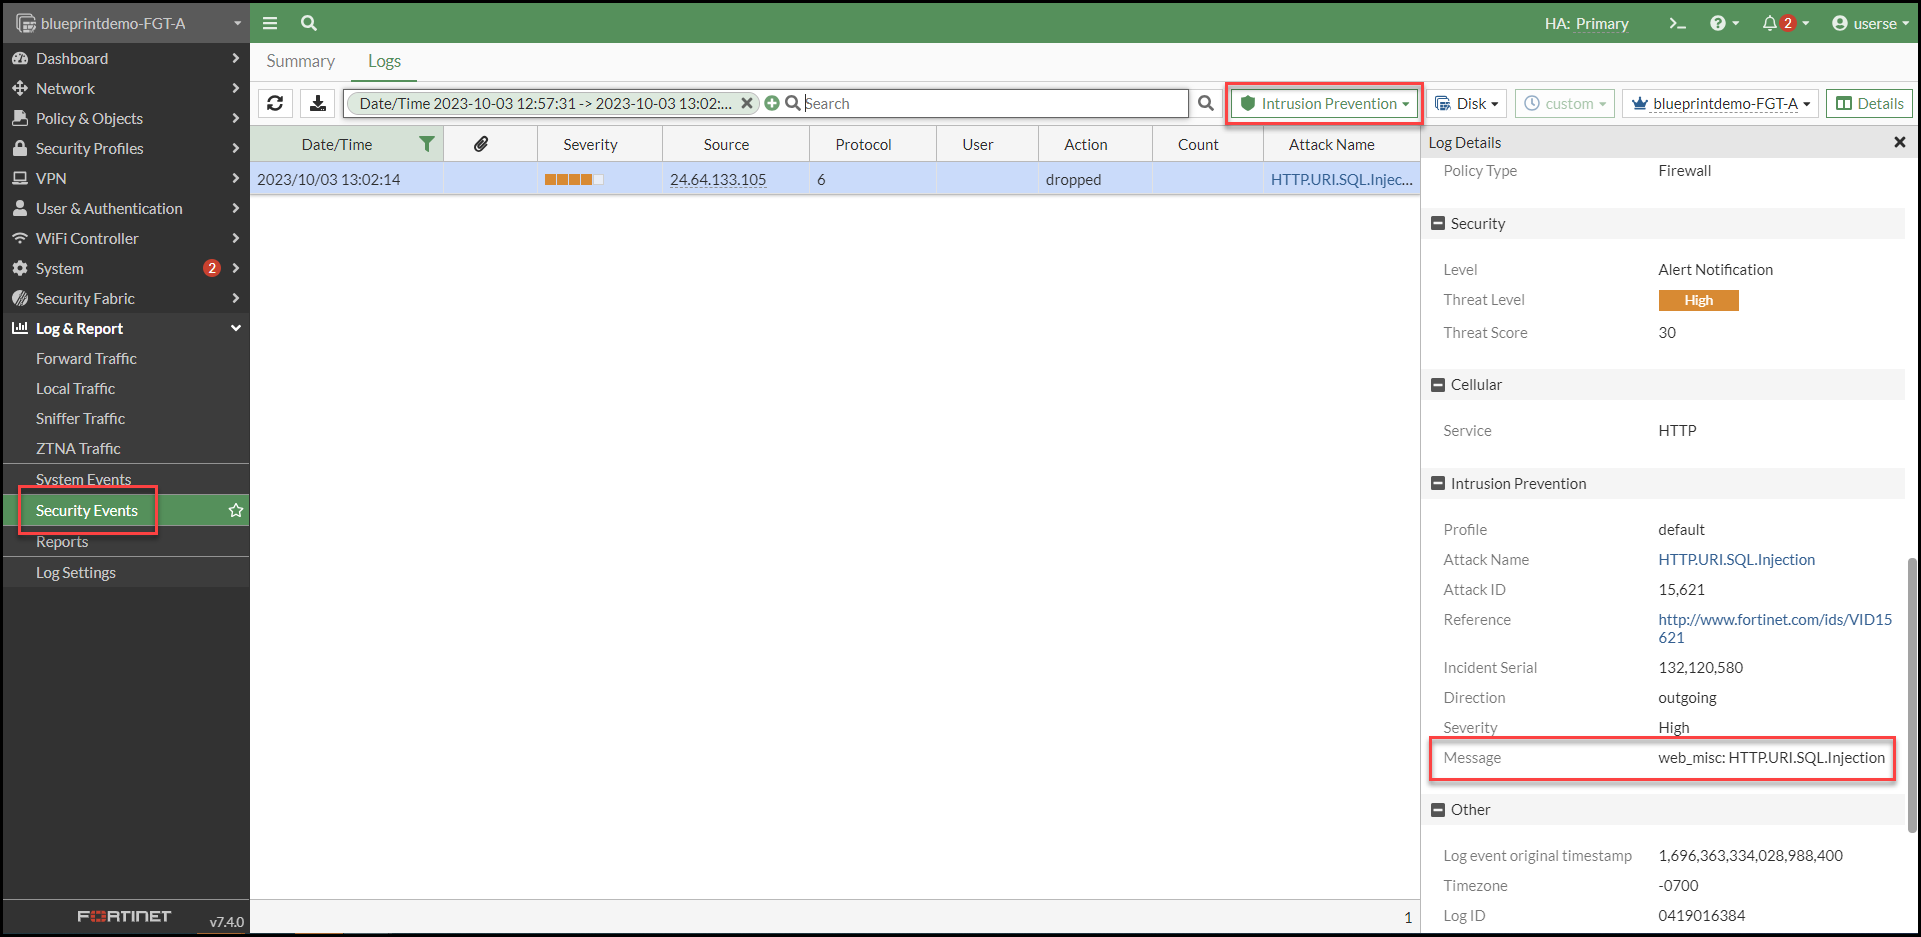 blueprintdemo-FGT-A
HA: Primary
>_
2
userse
Dashboard
Network
Policy & Objects
Security Profiles
VPN
User & Authentication
WiFi Controller
System 2
Security Fabric
Log & Report
Forward Traffic
Local Traffic
Sniffer Traffic
ZTNA Traffic
System Events
Security Events
Reports
Log Settings
FORTINET
v7.4.0
Summary Logs
Date/Time 2023-10-03 12:57:31 -> 2023-10-03 13:02:... Search
Intrusion Prevention
Disk
custom
blueprintdemo-FGT-A
Details
Date/Time Severity Source Protocol User Action Count Attack Name
2023/10/03 13:02:14 24.64.133.105 6 dropped HTTP.URI.SQL.Injec...
1
Log Details
Policy Type Firewall
Security
Level Alert Notification
Threat Level High
Threat Score 30
Cellular
Service HTTP
Intrusion Prevention
Profile default
Attack Name HTTP.URI.SQL.Injection
Attack ID 15,621
Reference http://www.fortinet.com/ids/VID15
621
Incident Serial 132,120,580
Direction outgoing
Severity High
Message web_misc: HTTP.URI.SQL.Injection
Other
Log event original timestamp 1,696,363,334,028,988,400
Timezone -0700
Log ID 0419016384